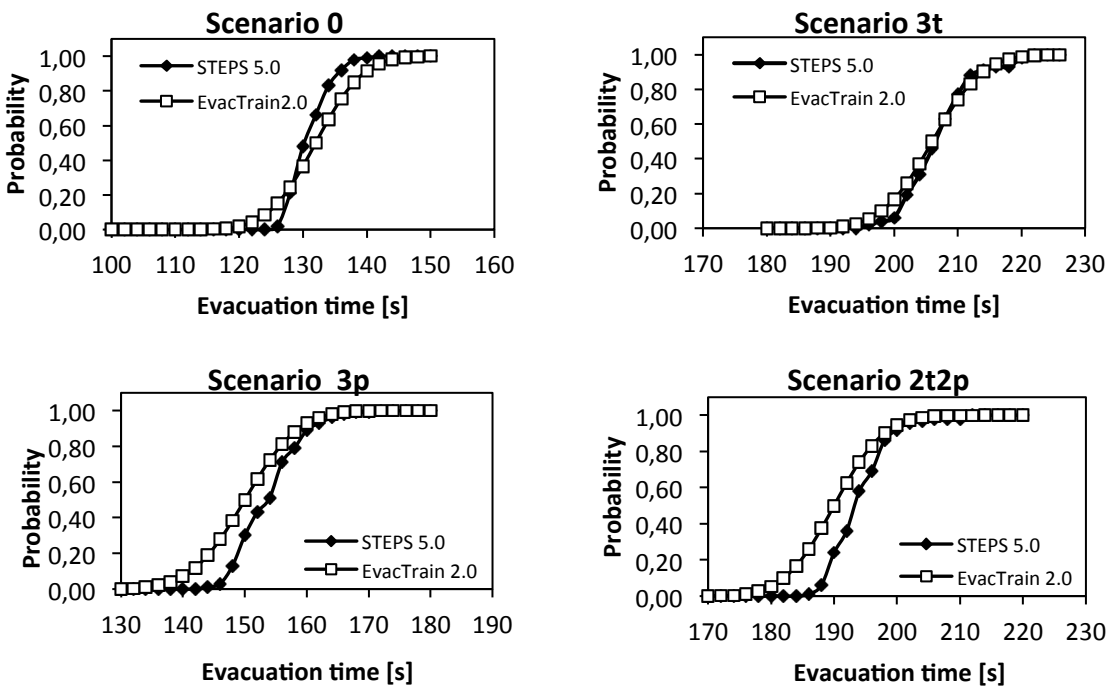 Scenario 0
Probability
1,00
0,80
0,60
0,40
0,20
0,00
STEPS 5.0
EvacTrain2.0
100 110 120 130 140 150 160
Evacuation time [s]
Scenario 3t
Probability
1,00
0,80
0,60
0,40
0,20
0,00
STEPS 5.0
EvacTrain 2.0
170 180 190 200 210 220 230
Evacuation time [s]
Scenario 3p
Probability
1,00
0,80
0,60
0,40
0,20
0,00
STEPS 5.0
EvacTrain 2.0
130 140 150 160 170 180 190
Evacuation time [s]
Scenario 2t2p
Probability
1,00
0,80
0,60
0,40
0,20
0,00
STEPS 5.0
EvacTrain 2.0
170 180 190 200 210 220 230
Evacuation time [s]